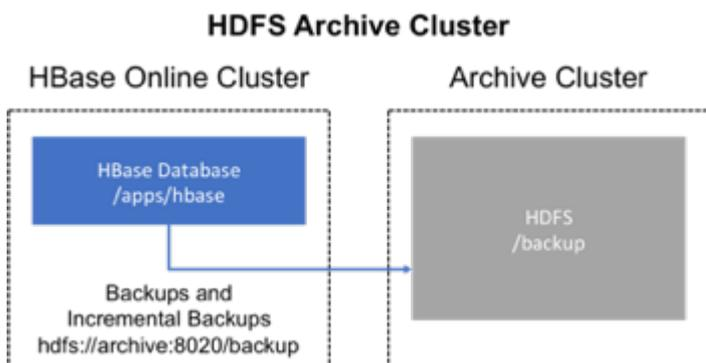 HDFS Archive Cluster
HBase Online Cluster
Archive Cluster
HBase Database
/apps/hbase
HDFS
/backup
Backups and
Incremental Backups
hdfs://archive:8020/backup